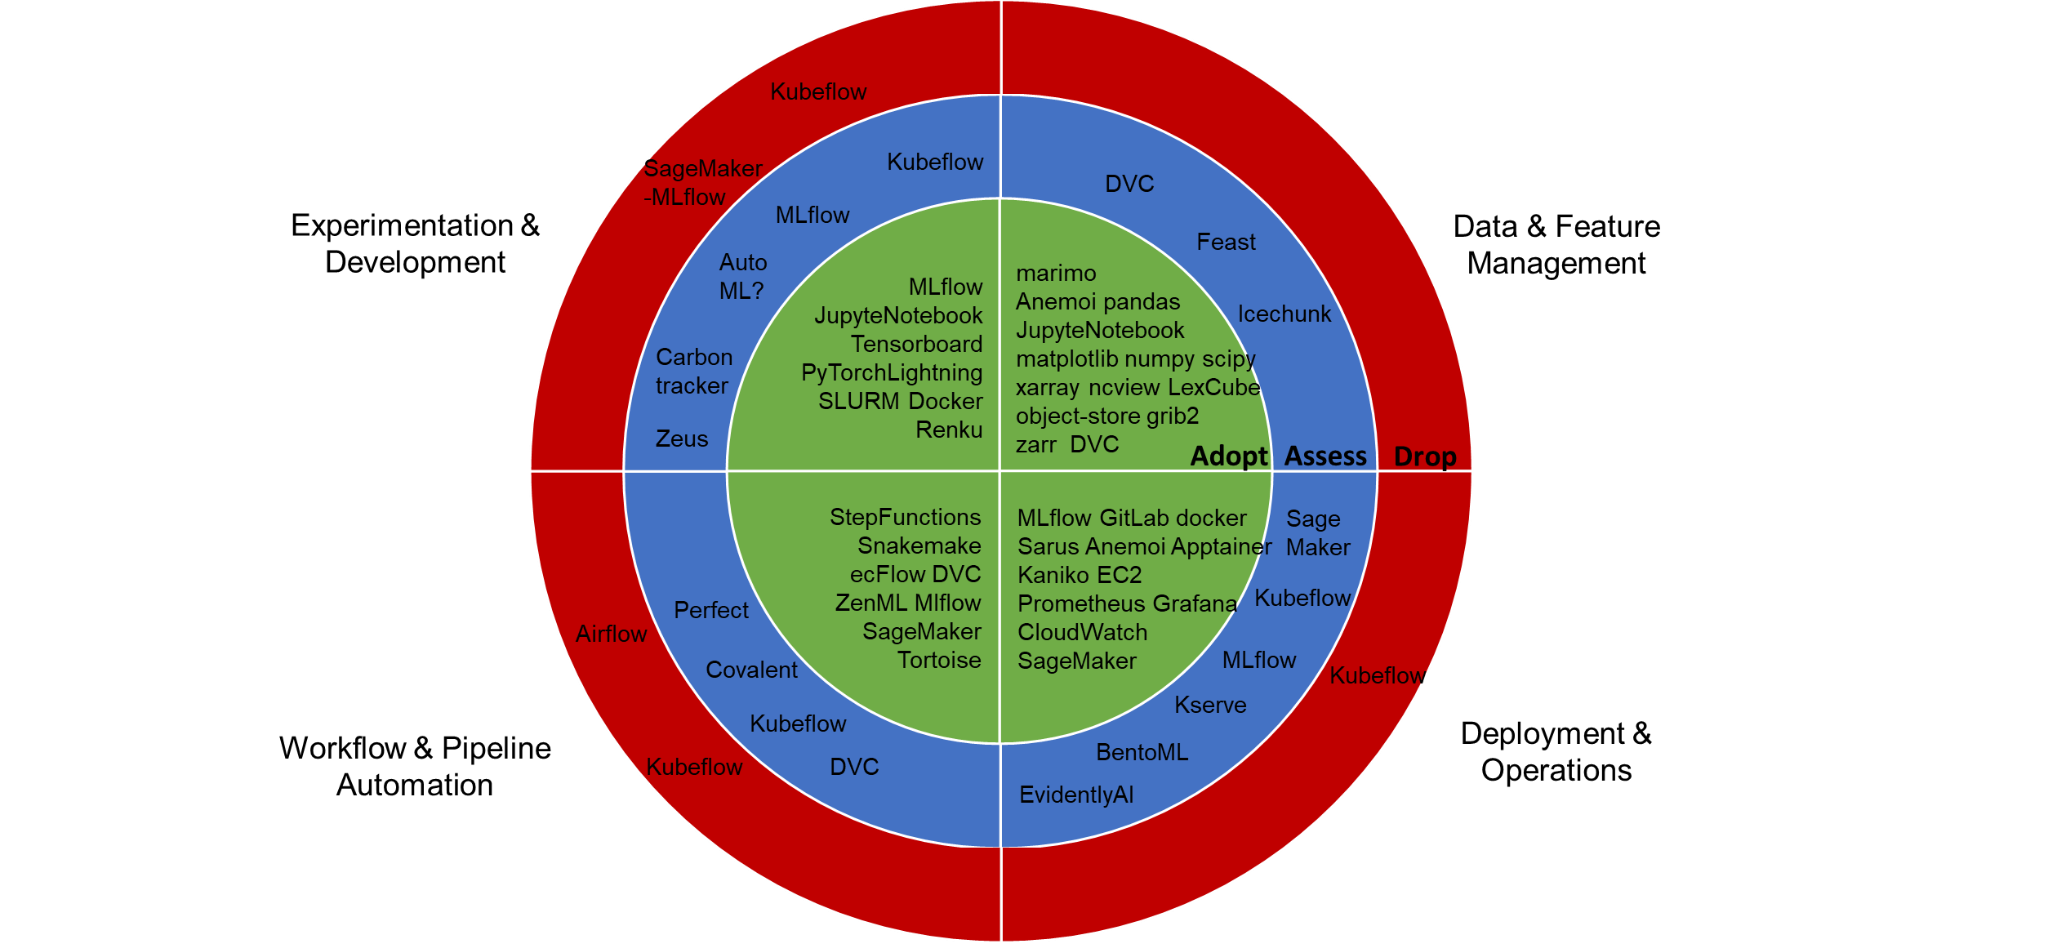 Experimentation &
Development
Kubeflow
SageMaker
-MLflow
Kubeflow
MLflow
Auto
ML?
Carbon
tracker
Zeus
MLflow
JupyteNotebook
Tensorboard
PyTorchLightning
SLURM Docker
Renku
Data & Feature
Management
DVC
Feast
Icechunk
marimo
Anemoi pandas
JupyteNotebook
matplotlib numpy scipy
xarray ncview LexCube
object-store grib2
zarr DVC
Adopt Assess Drop
Workflow & Pipeline
Automation
StepFunctions
Snakemake
ecFlow DVC
ZenML Mlflow
SageMaker
Tortoise
Perfect
Covalent
Kubeflow
DVC
Airflow
Kubeflow
Deployment &
Operations
MLflow GitLab docker
Sarus Anemoi Apptainer
Kaniko EC2
Prometheus Grafana
CloudWatch
SageMaker
Sage
Maker
Kubeflow
MLflow
Kserve
BentoML
EvidentlyAI
Kubeflow